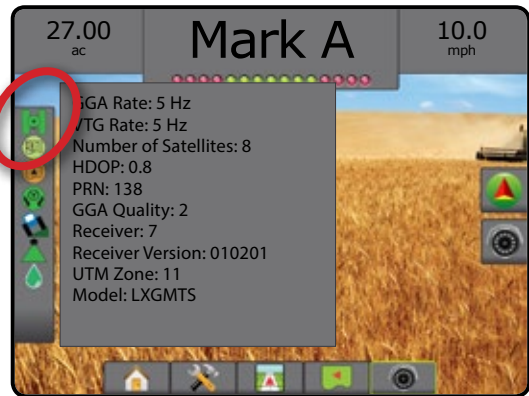 27.00
ac
Mark A
10.0
mph
GGA Rate: 5 Hz
VTG Rate: 5 Hz
Number of Satellites: 8
HDOP: 0.8
PRN: 138
GGA Quality: 2
Receiver: 7
Receiver Version: 010201
UTM Zone: 11
Model: LXGMTS